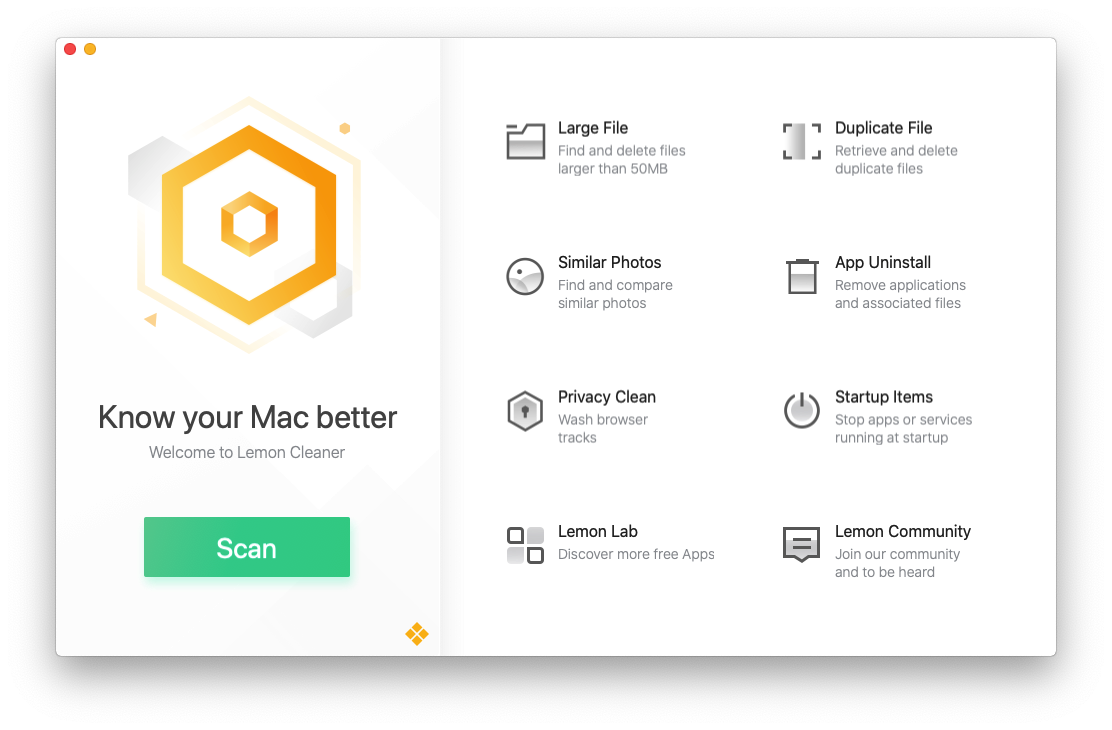 Know your Mac better
Welcome to Lemon Cleaner
Scan
Large File
Find and delete files
larger than 50MB
Duplicate File
Retrieve and delete
duplicate files
Similar Photos
Find and compare
similar photos
App Uninstall
Remove applications
and associated files
Privacy Clean
Wash browser
tracks
Startup Items
Stop apps or services
running at startup
Lemon Lab
Discover more free Apps
Lemon Community
Join our community
and to be heard